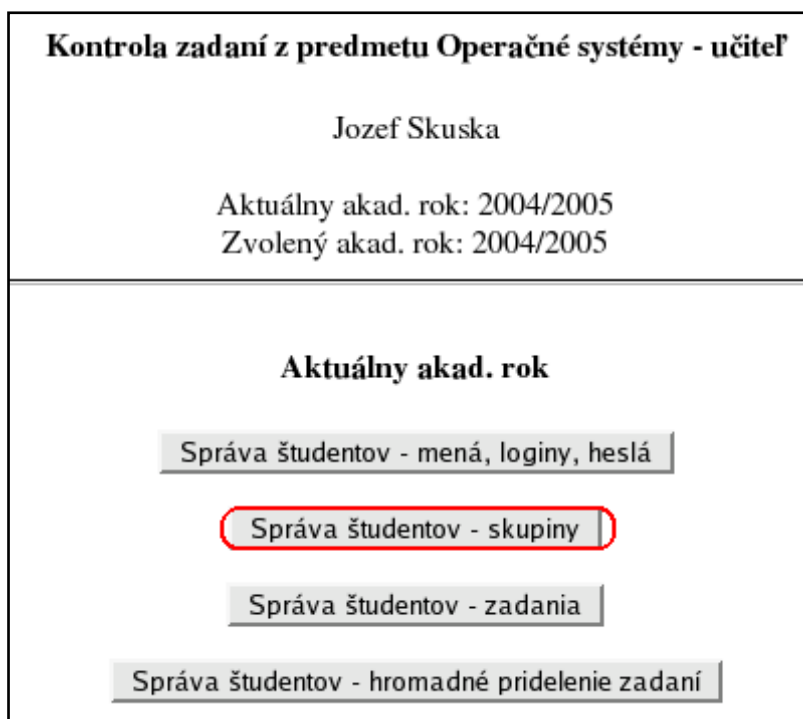 Kontrola zadaní z predmetu Operačné systémy - učiteľ
Jozef Skuska
Aktuálny akad. rok: 2004/2005
Zvolený akad. rok: 2004/2005
Aktuálny akad. rok
Správa študentov - mená, loginy, heslá
Správa študentov - skupiny
Správa študentov - zadania
Správa študentov - hromadné pridelenie zadaní